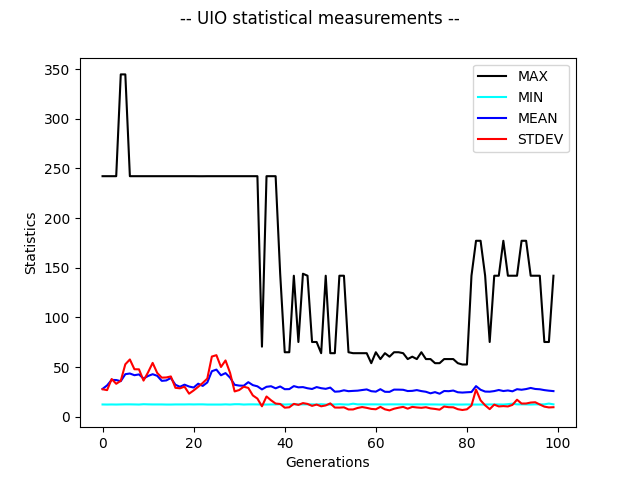 -- UIO statistical measurements --
MAX
MIN
MEAN
STDEV
Statistics
350
300
250
200
150
100
50
0
0 20 40 60 80 100
Generations